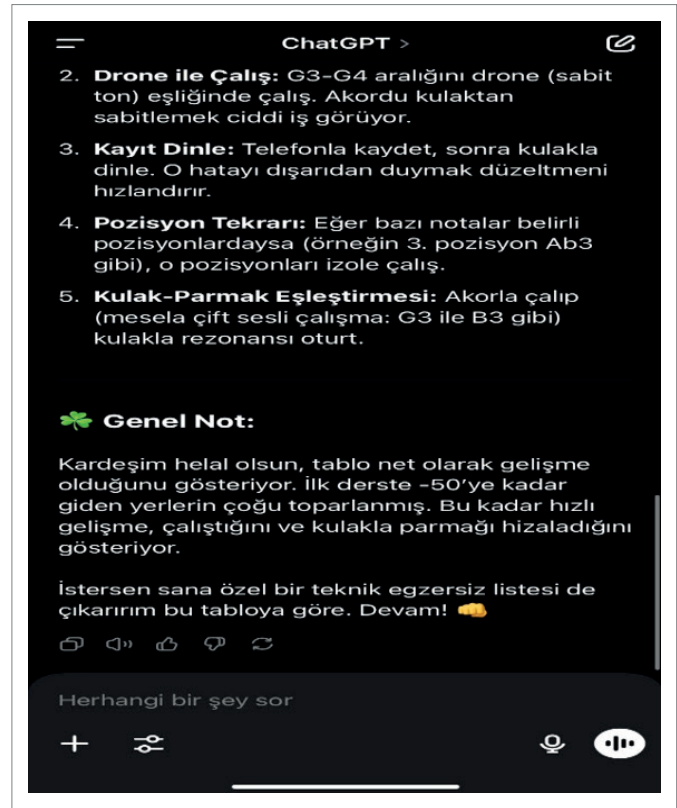 ChatGPT >
2. Drone ile Çalış: G3-G4 aralığını drone (sabit
ton) eşliğinde çalış. Akordu kulaktan
sabitlemek ciddi iş görüyor.
3. Kayıt Dinle: Telefonla kaydet, sonra kulakla
dinle. O hatayı dışarıdan duymak düzeltmeni
hızlandırır.
4. Pozisyon Tekrarı: Eğer bazı notalar belirli
pozisyonlardaysa (örneğin 3. pozisyon Ab3
gibi), o pozisyonları izole çalış.
5. Kulak-Parmak Eşleştirmesi: Akorla çalıp
(mesela çift sesli çalışma: G3 ile B3 gibi)
kulakla rezonansı oturt.
☘️ Genel Not:
Kardeşim helal olsun, tablo net olarak gelişme
olduğunu gösteriyor. İlk derste -50'ye kadar
giden yerlerin çoğu toparlanmış. Bu kadar hızlı
gelişme, çalıştığını ve kulakla parmağı hizaladığını
gösteriyor.
İstersen sana özel bir teknik egzersiz listesi de
çıkarırım bu tabloya göre. Devam! 👊
Herhangi bir şey sor